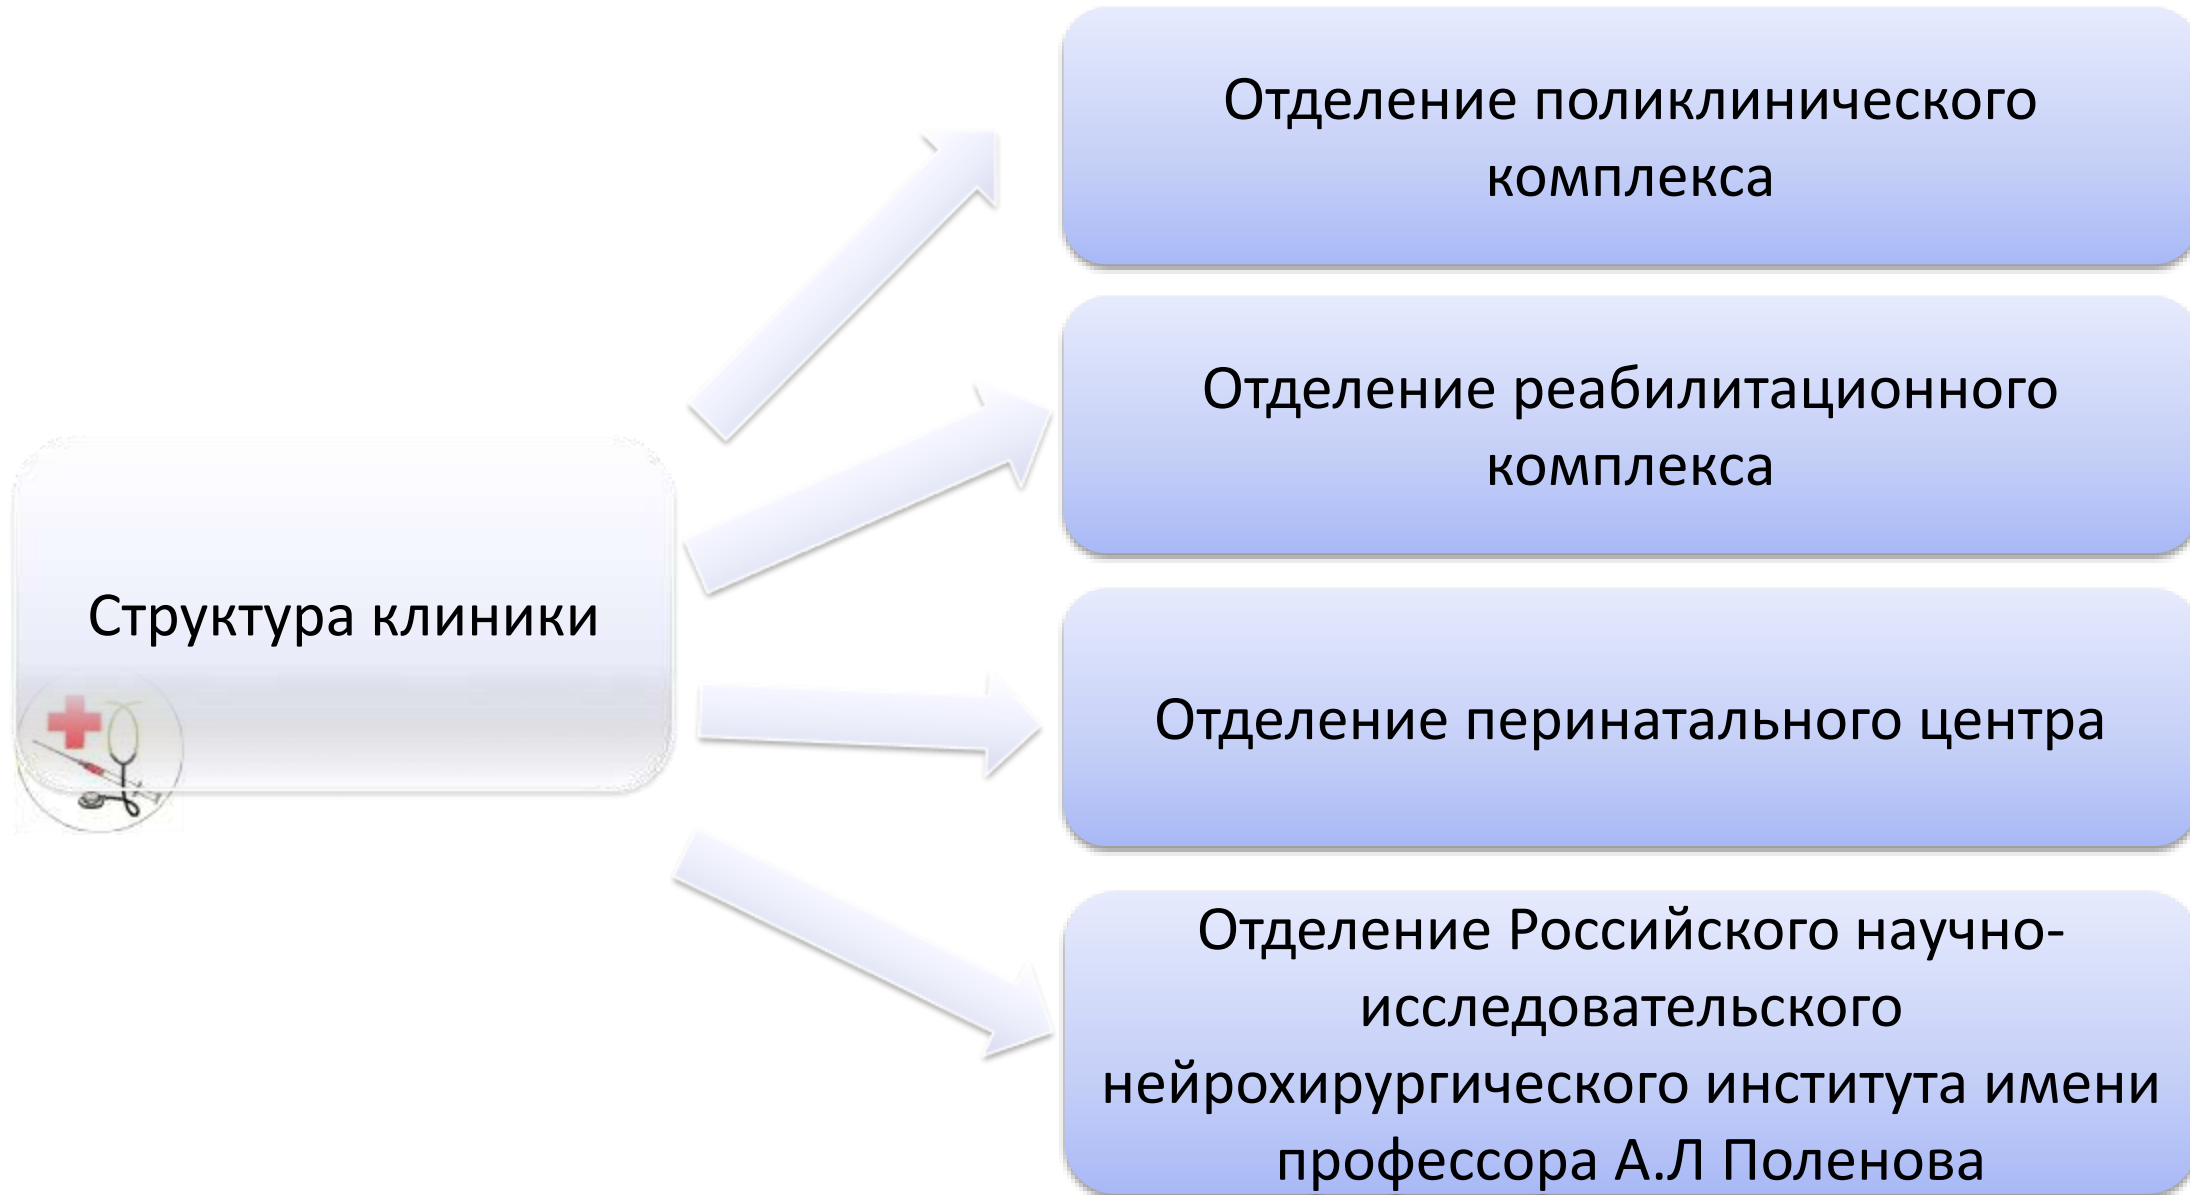 Отделение поликлинического
комплекса
Отделение реабилитационного
комплекса
Структура клиники
Отделение перинатального центра
Отделение Российского научно-
исследовательского
нейрохирургического института имени
профессора А.Л Поленова